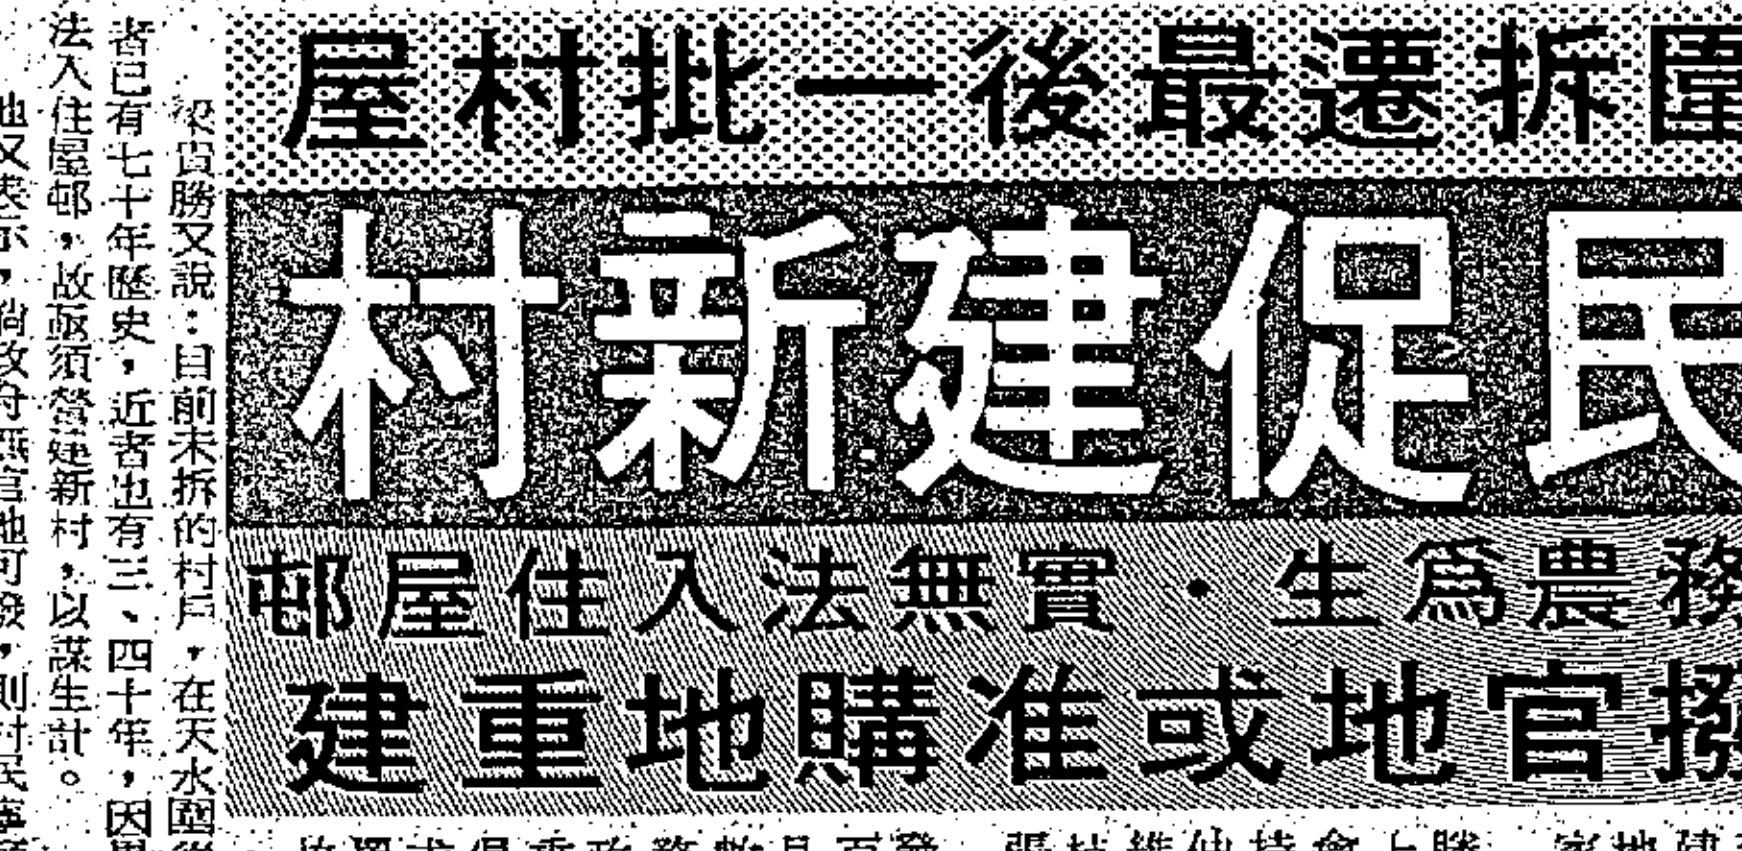 圍拆遷最後一批村屋
民促建新村
務農爲生・實無法入住屋邨
撥官地或准購地重建
梁貴勝又說：目前未拆的村戶，在天水圍
者已有七十年歷史，近者也有三、四十年，因
法入住屋邨，故亟須營建新村，以謀生計。
地又表示，倘政府無官地可撥，則村民